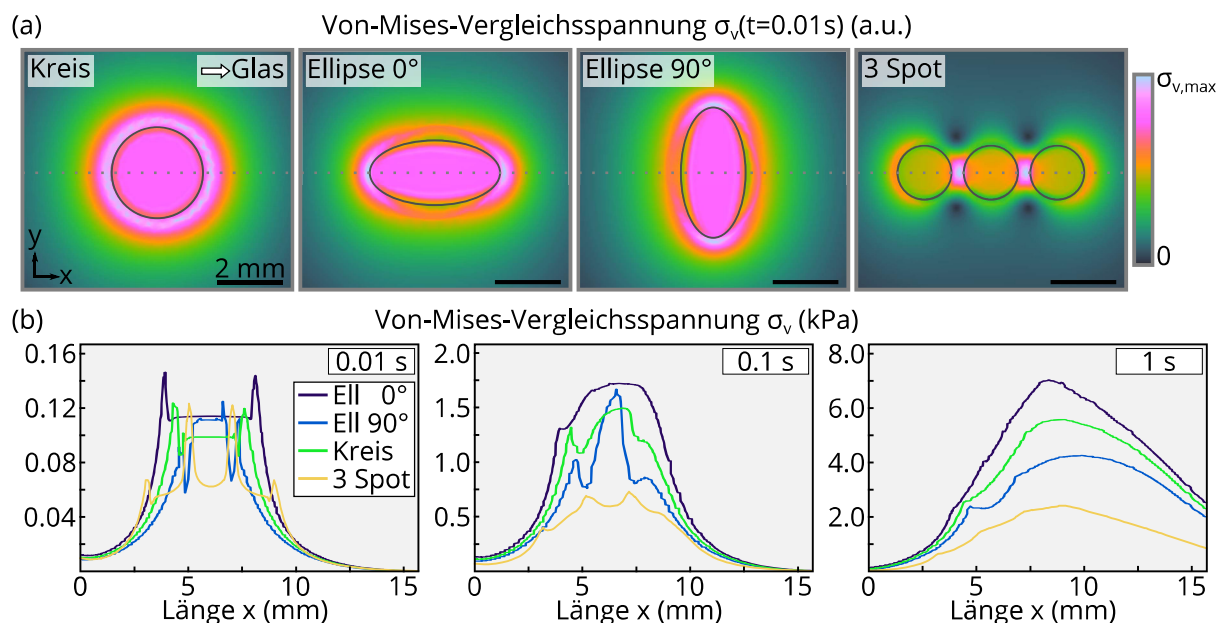 (a) Von-Mises-Vergleichsspannung σv(t=0.01s) (a.u.)
Kreis
Glas
Ellipse 0°
Ellipse 90°
3 Spot
σv,max
0
y
x
2 mm
(b) Von-Mises-Vergleichsspannung σv (kPa)
0.16
0.12
0.08
0.04
0.01 s
Ell 0°
Ell 90°
Kreis
3 Spot
0 5 10 15
Länge x (mm)
2.0
1.5
1.0
0.5
0.1 s
0 5 10 15
Länge x (mm)
8.0
6.0
4.0
2.0
1 s
0 5 10 15
Länge x (mm)